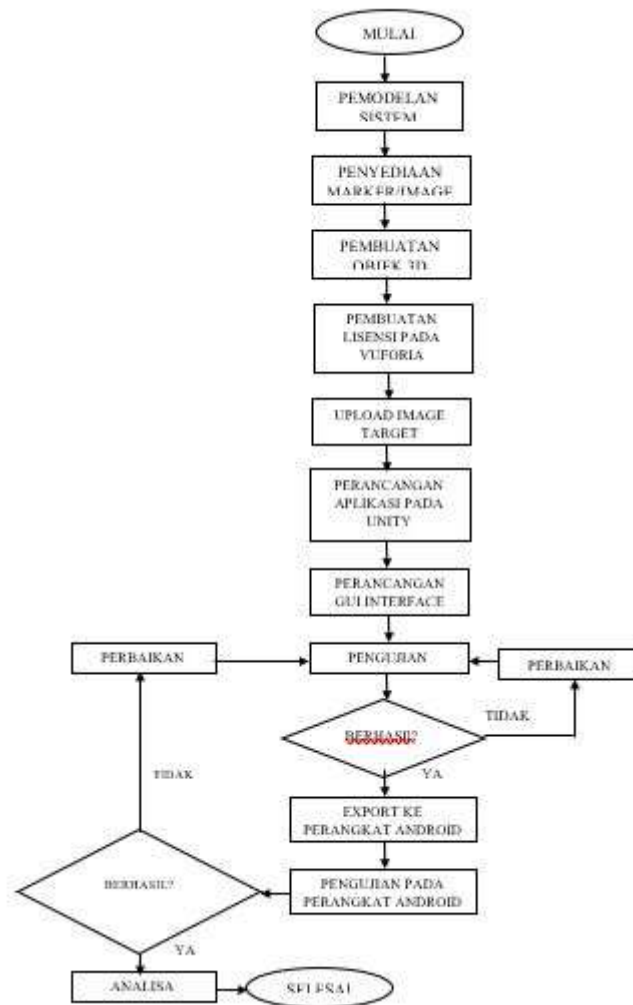 MULAI
PEMODELAN
SISTEM
PENYEDIAAN
MARKER/IMAGE
PEMBUATAN
OBJEK 3D
PEMBUATAN
LISENSI PADA
VUFORIA
UPLOAD IMAGE
TARGET
PERANCANGAN
APLIKASI PADA
UNITY
PERANCANGAN
GUI INTERFACE
PERBAIKAN
PENGUJIAN
PERBAIKAN
BERHASIL?
TIDAK
YA
TIDAK
EXPORT KE
PERANGKAT ANDROID
BERHASIL?
PENGUJIAN PADA
PERANGKAT ANDROID
YA
ANALISA
SELESAI